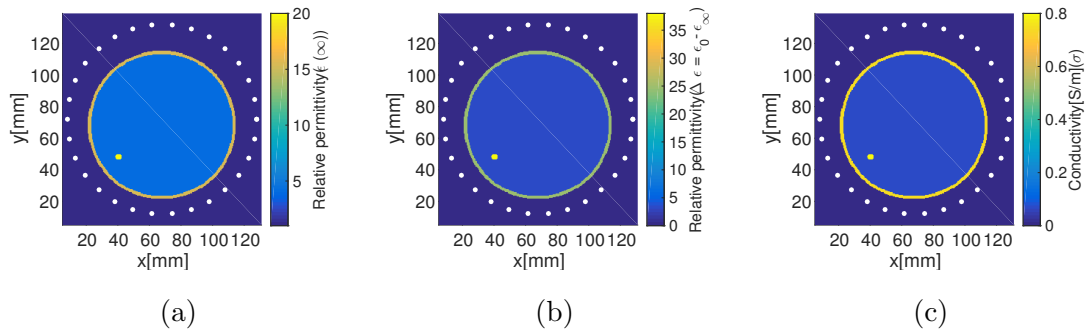 20
15
10
5
Relative permittivity(ϵ (∞))
140
120
100
80
60
40
20
y[mm]
20 40 60 80 100 120
x[mm]
(a)
35
30
25
20
15
10
5
0
Relative permittivity(Δ ϵ = ϵ₀- ϵ∞)
120
100
80
60
40
20
y[mm]
20 40 60 80 100 120
x[mm]
(b)
0.8
0.6
0.4
0.2
0
Conductivity[S/m](σ)
120
100
80
60
40
20
y[mm]
20 40 60 80 100 120
x[mm]
(c)